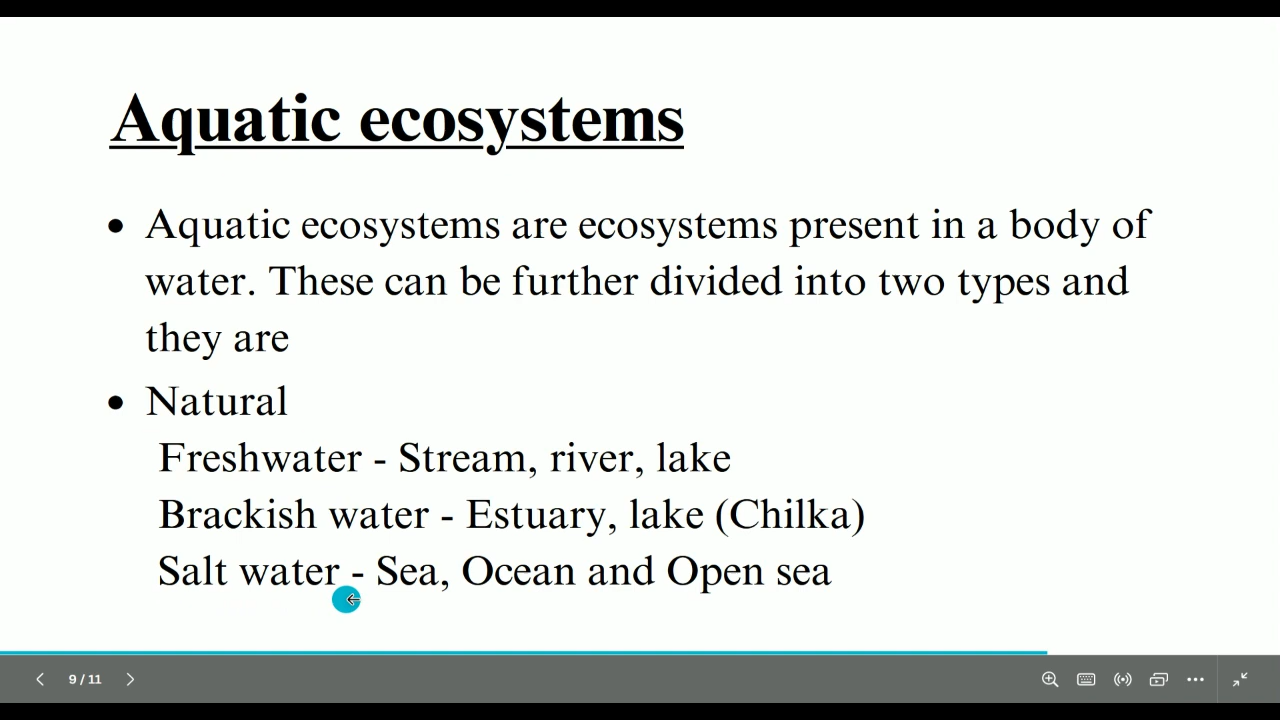 Aquatic ecosystems
• Aquatic ecosystems are ecosystems present in a body of
water. These can be further divided into two types and
they are
• Natural
Freshwater - Stream, river, lake
Brackish water - Estuary, lake (Chilka)
Salt water - Sea, Ocean and Open sea
9 / 11